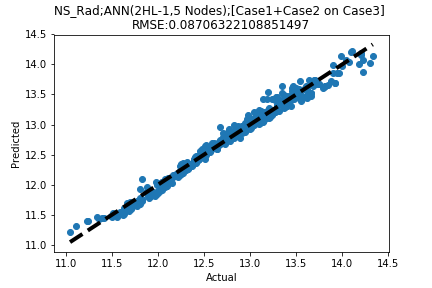 NS_Rad;ANN(2HL-1,5 Nodes);[Case1+Case2 on Case3]
RMSE:0.08706322108851497
14.5
14.0
13.5
13.0
12.5
12.0
11.5
11.0
Predicted
11.0 11.5 12.0 12.5 13.0 13.5 14.0 14.5
Actual